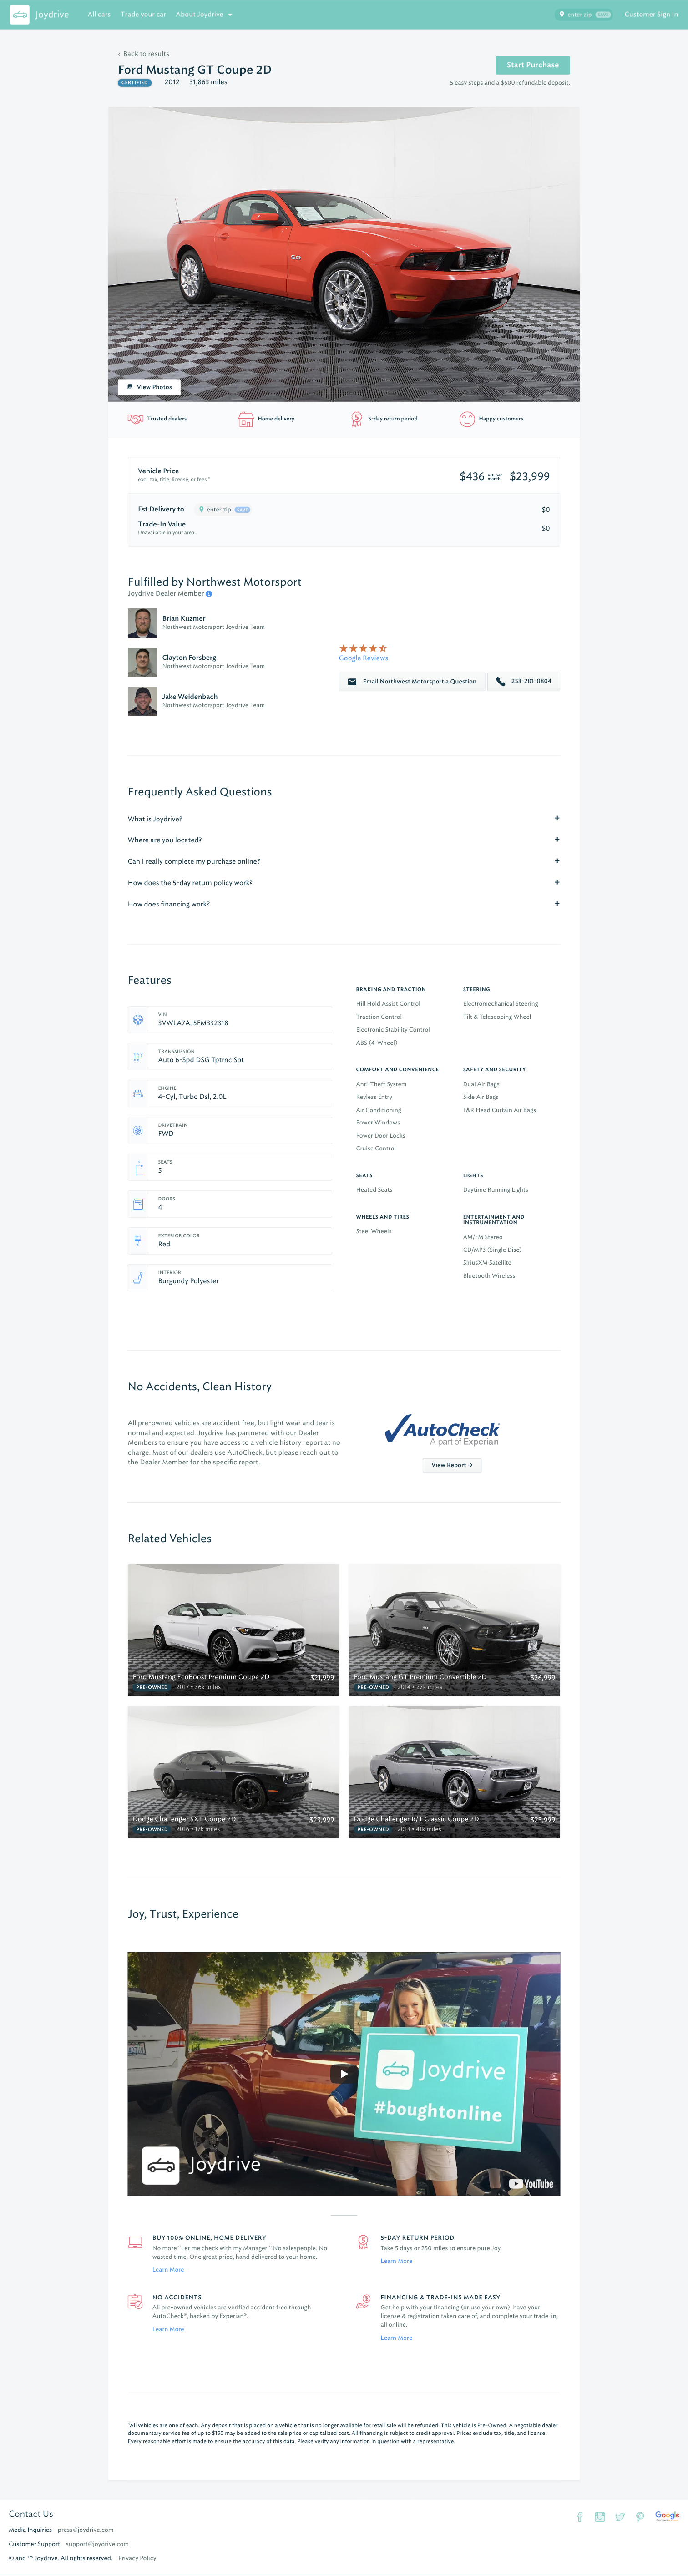 Joydrive
All cars
Trade your car
About Joydrive
enter zip
SAVE
Customer Sign In
‹ Back to results
Ford Mustang GT Coupe 2D
CERTIFIED 2012 31,863 miles
Start Purchase
5 easy steps and a $500 refundable deposit.
5.0
View Photos
Trusted dealers
Home delivery
5-day return period
Happy customers
Vehicle Price
excl. tax, title, license, or fees *
$436 est. per month $23,999
Est Delivery to enter zip SAVE $0
Trade-In Value $0
Unavailable in your area.
Fulfilled by Northwest Motorsport
Joydrive Dealer Member
Brian Kuzmer
Northwest Motorsport Joydrive Team
Clayton Forsberg
Northwest Motorsport Joydrive Team
Jake Weidenbach
Northwest Motorsport Joydrive Team
Google Reviews
Email Northwest Motorsport a Question
253-201-0804
Frequently Asked Questions
What is Joydrive? +
Where are you located? +
Can I really complete my purchase online? +
How does the 5-day return policy work? +
How does financing work? +
Features
VIN
3VWLA7AJ5FM332318
TRANSMISSION
Auto 6-Spd DSG Tptrnc Spt
ENGINE
4-Cyl, Turbo Dsl, 2.0L
DRIVETRAIN
FWD
SEATS
5
DOORS
4
EXTERIOR COLOR
Red
INTERIOR
Burgundy Polyester
BRAKING AND TRACTION
Hill Hold Assist Control
Traction Control
Electronic Stability Control
ABS (4-Wheel)
STEERING
Electromechanical Steering
Tilt & Telescoping Wheel
COMFORT AND CONVENIENCE
Anti-Theft System
Keyless Entry
Air Conditioning
Power Windows
Power Door Locks
Cruise Control
SAFETY AND SECURITY
Dual Air Bags
Side Air Bags
F&R Head Curtain Air Bags
SEATS
Heated Seats
LIGHTS
Daytime Running Lights
WHEELS AND TIRES
Steel Wheels
ENTERTAINMENT AND
INSTRUMENTATION
AM/FM Stereo
CD/MP3 (Single Disc)
SiriusXM Satellite
Bluetooth Wireless
No Accidents, Clean History
All pre-owned vehicles are accident free, but light wear and tear is
normal and expected. Joydrive has partnered with our Dealer
Members to ensure you have access to a vehicle history report at no
charge. Most of our dealers use AutoCheck, but please reach out to
the Dealer Member for the specific report.
AutoCheck
A part of Experian
View Report →
Related Vehicles
Ford Mustang EcoBoost Premium Coupe 2D $21,999
PRE-OWNED 2017 • 36k miles
Ford Mustang GT Premium Convertible 2D $26,999
PRE-OWNED 2014 • 27k miles
Dodge Challenger SXT Coupe 2D $23,999
PRE-OWNED 2016 • 17k miles
Dodge Challenger R/T Classic Coupe 2D $23,999
PRE-OWNED 2013 • 41k miles
Joy, Trust, Experience
Joydrive
#boughtonline
Joydrive
YouTube
BUY 100% ONLINE, HOME DELIVERY
No more "Let me check with my Manager." No salespeople. No
wasted time. One great price, hand delivered to your home.
Learn More
5-DAY RETURN PERIOD
Take 5 days or 250 miles to ensure pure Joy.
Learn More
NO ACCIDENTS
All pre-owned vehicles are verified accident free through
AutoCheck®, backed by Experian®.
Learn More
FINANCING & TRADE-INS MADE EASY
Get help with your financing (or use your own), have your
license & registration taken care of, and complete your trade-in,
all online.
Learn More
*All vehicles are one of each. Any deposit that is placed on a vehicle that is no longer available for retail sale will be refunded. This vehicle is Pre-Owned. A negotiable dealer
documentary service fee of up to $150 may be added to the sale price or capitalized cost. All financing is subject to credit approval. Prices exclude tax, title, and license.
Every reasonable effort is made to ensure the accuracy of this data. Please verify any information in question with a representative.
Contact Us
Media Inquiries press@joydrive.com
Customer Support support@joydrive.com
© and ™ Joydrive. All rights reserved. Privacy Policy
Google